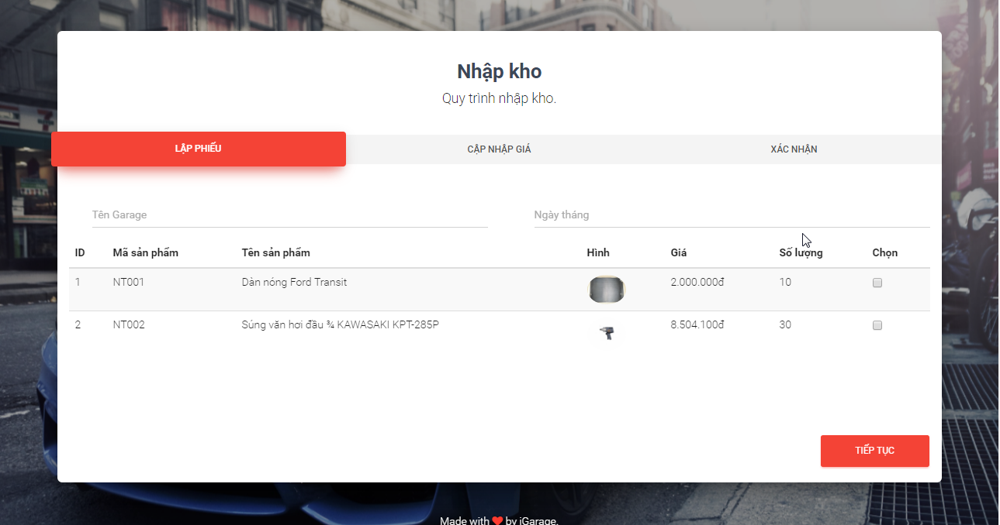 Nhập kho
Quy trình nhập kho.
LẬP PHIẾU CẬP NHẬP GIÁ XÁC NHẬN
Tên Garage Ngày tháng
ID Mã sản phẩm Tên sản phẩm Hình Giá Số lượng Chọn
1 NT001 Dàn nóng Ford Transit 2.000.000đ 10
2 NT002 Súng văn hơi đầu ¾ KAWASAKI KPT-285P 8.504.100đ 30
TIẾP TỤC
Made with ❤ by iGarage.